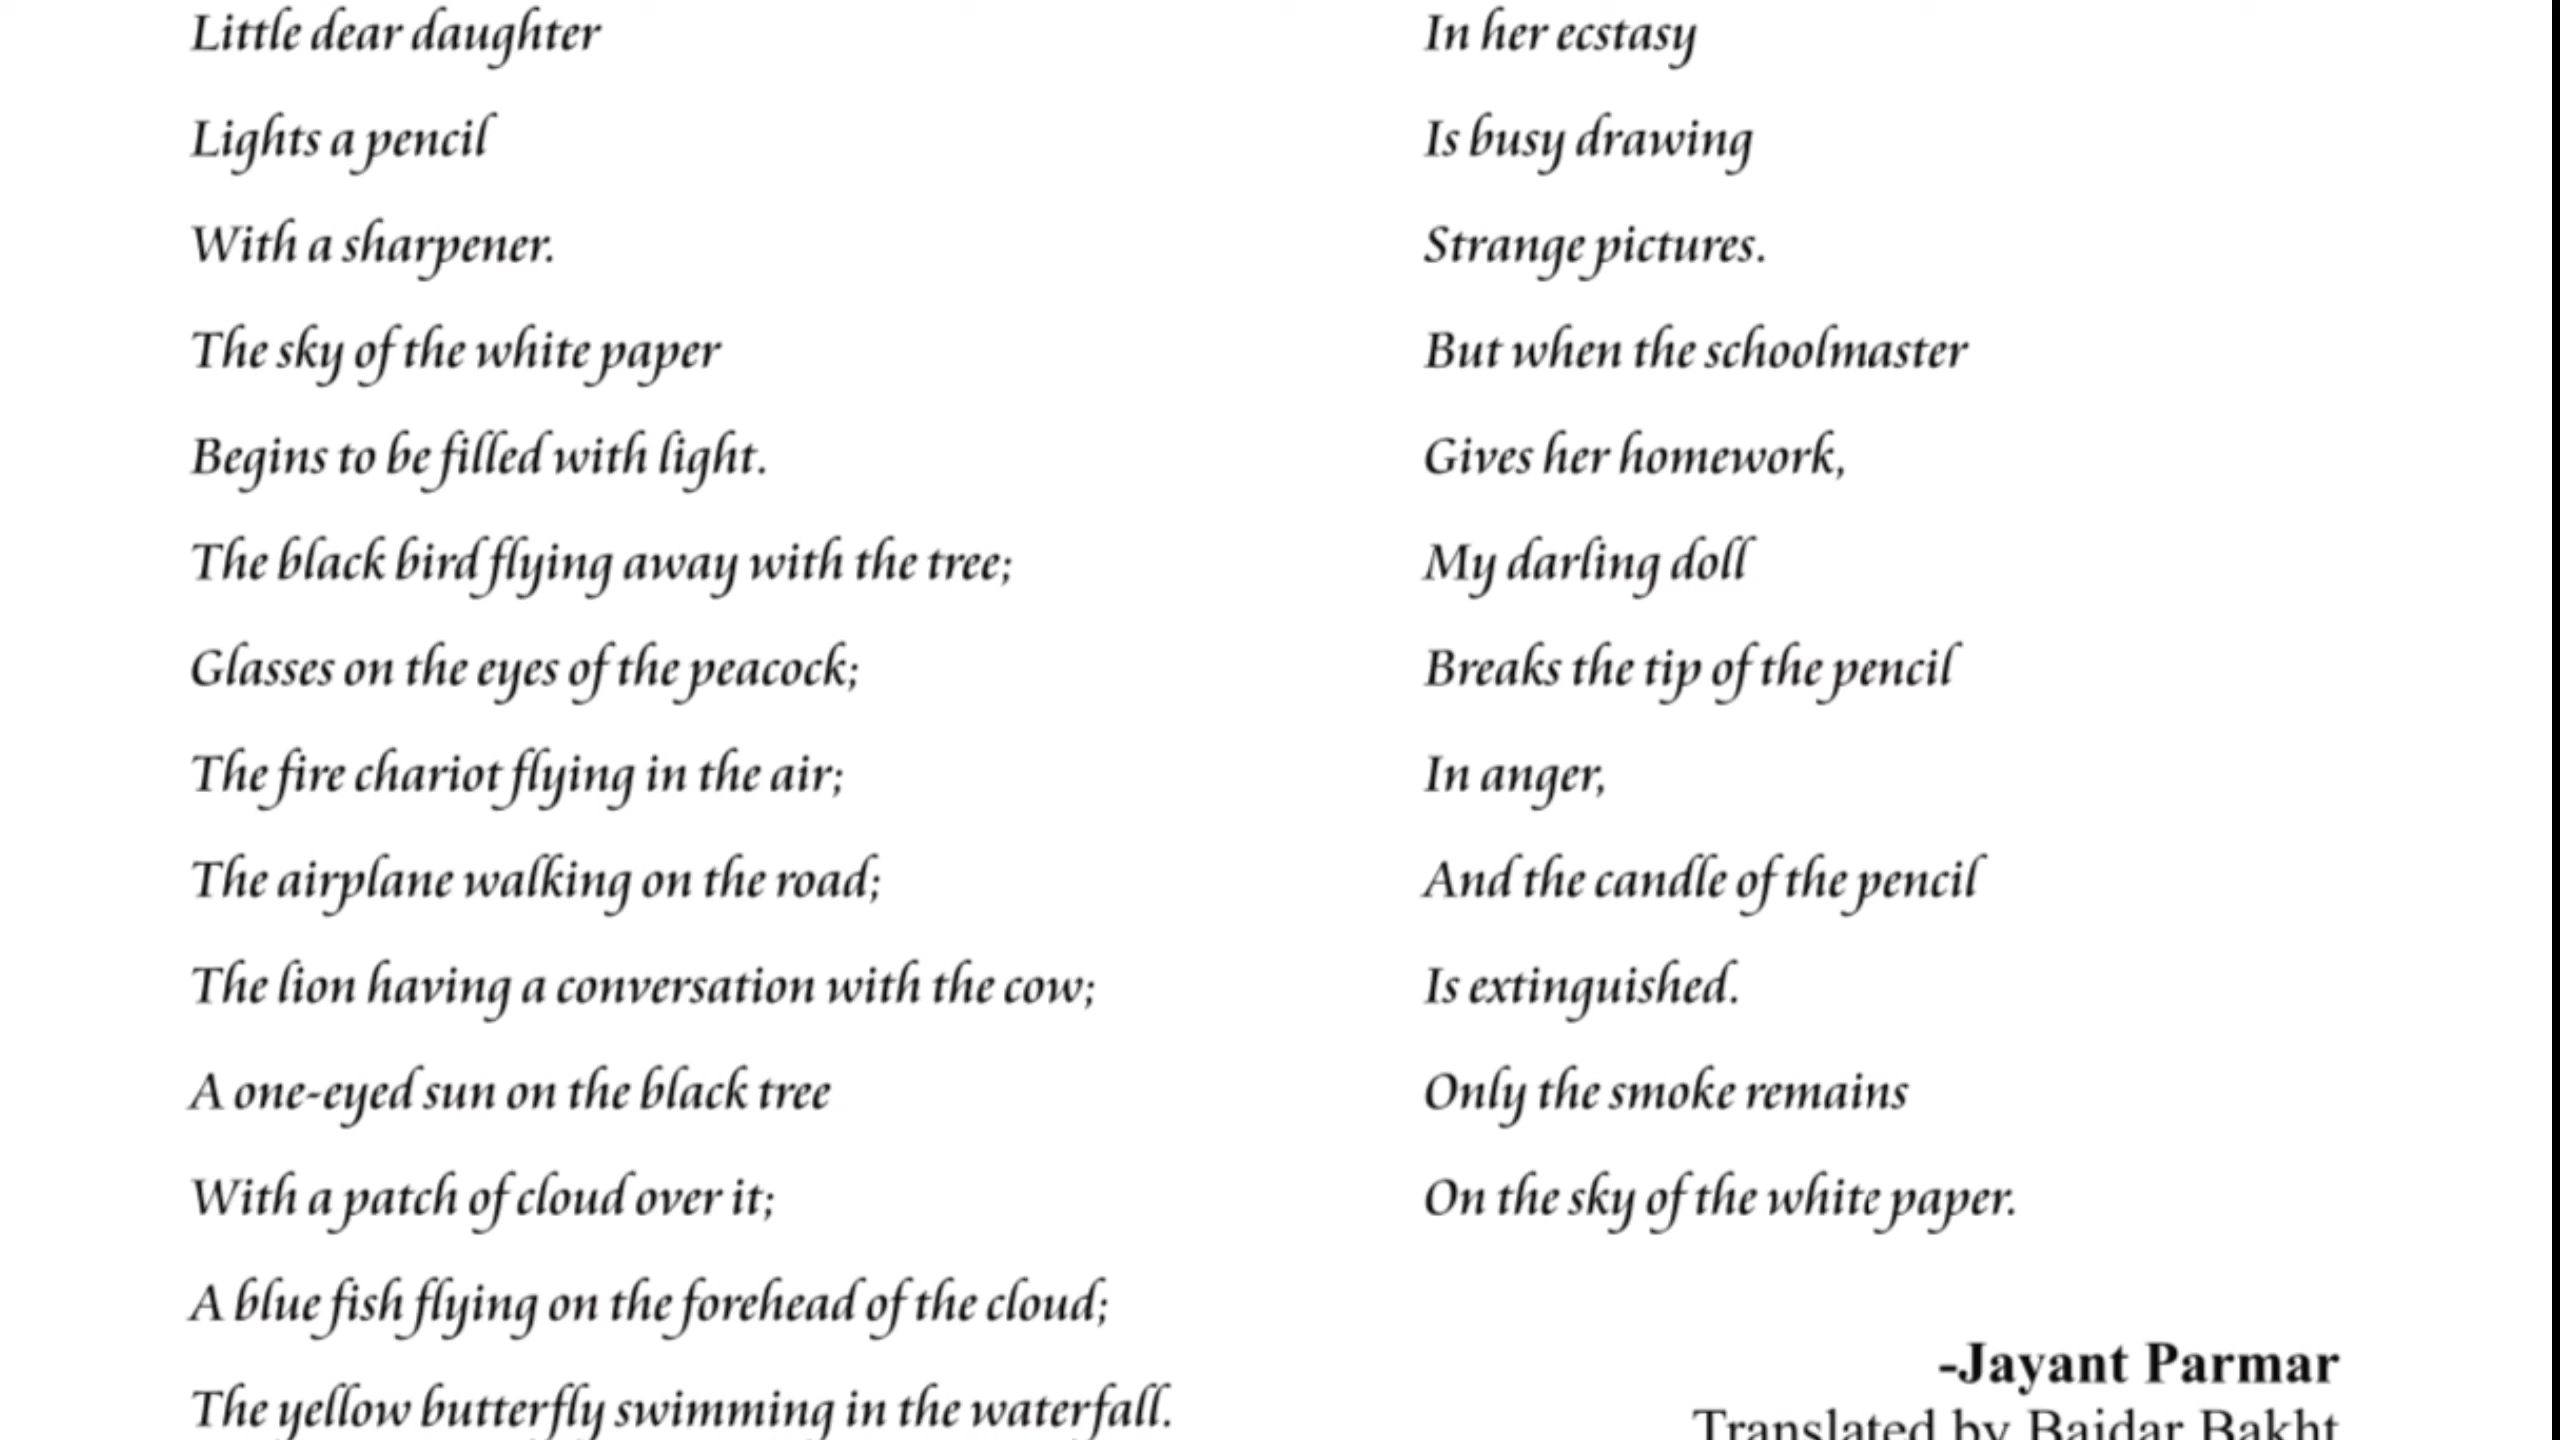 Little dear daughter
Lights a pencil
With a sharpener.
The sky of the white paper
Begins to be filled with light.
The black bird flying away with the tree;
Glasses on the eyes of the peacock;
The fire chariot flying in the air;
The airplane walking on the road;
The lion having a conversation with the cow;
A one-eyed sun on the black tree
With a patch of cloud over it;
A blue fish flying on the forehead of the cloud;
The yellow butterfly swimming in the waterfall.
In her ecstasy
Is busy drawing
Strange pictures.
But when the schoolmaster
Gives her homework,
My darling doll
Breaks the tip of the pencil
In anger,
And the candle of the pencil
Is extinguished.
Only the smoke remains
On the sky of the white paper.
-Jayant Parmar
Translated by Baidar Bakht